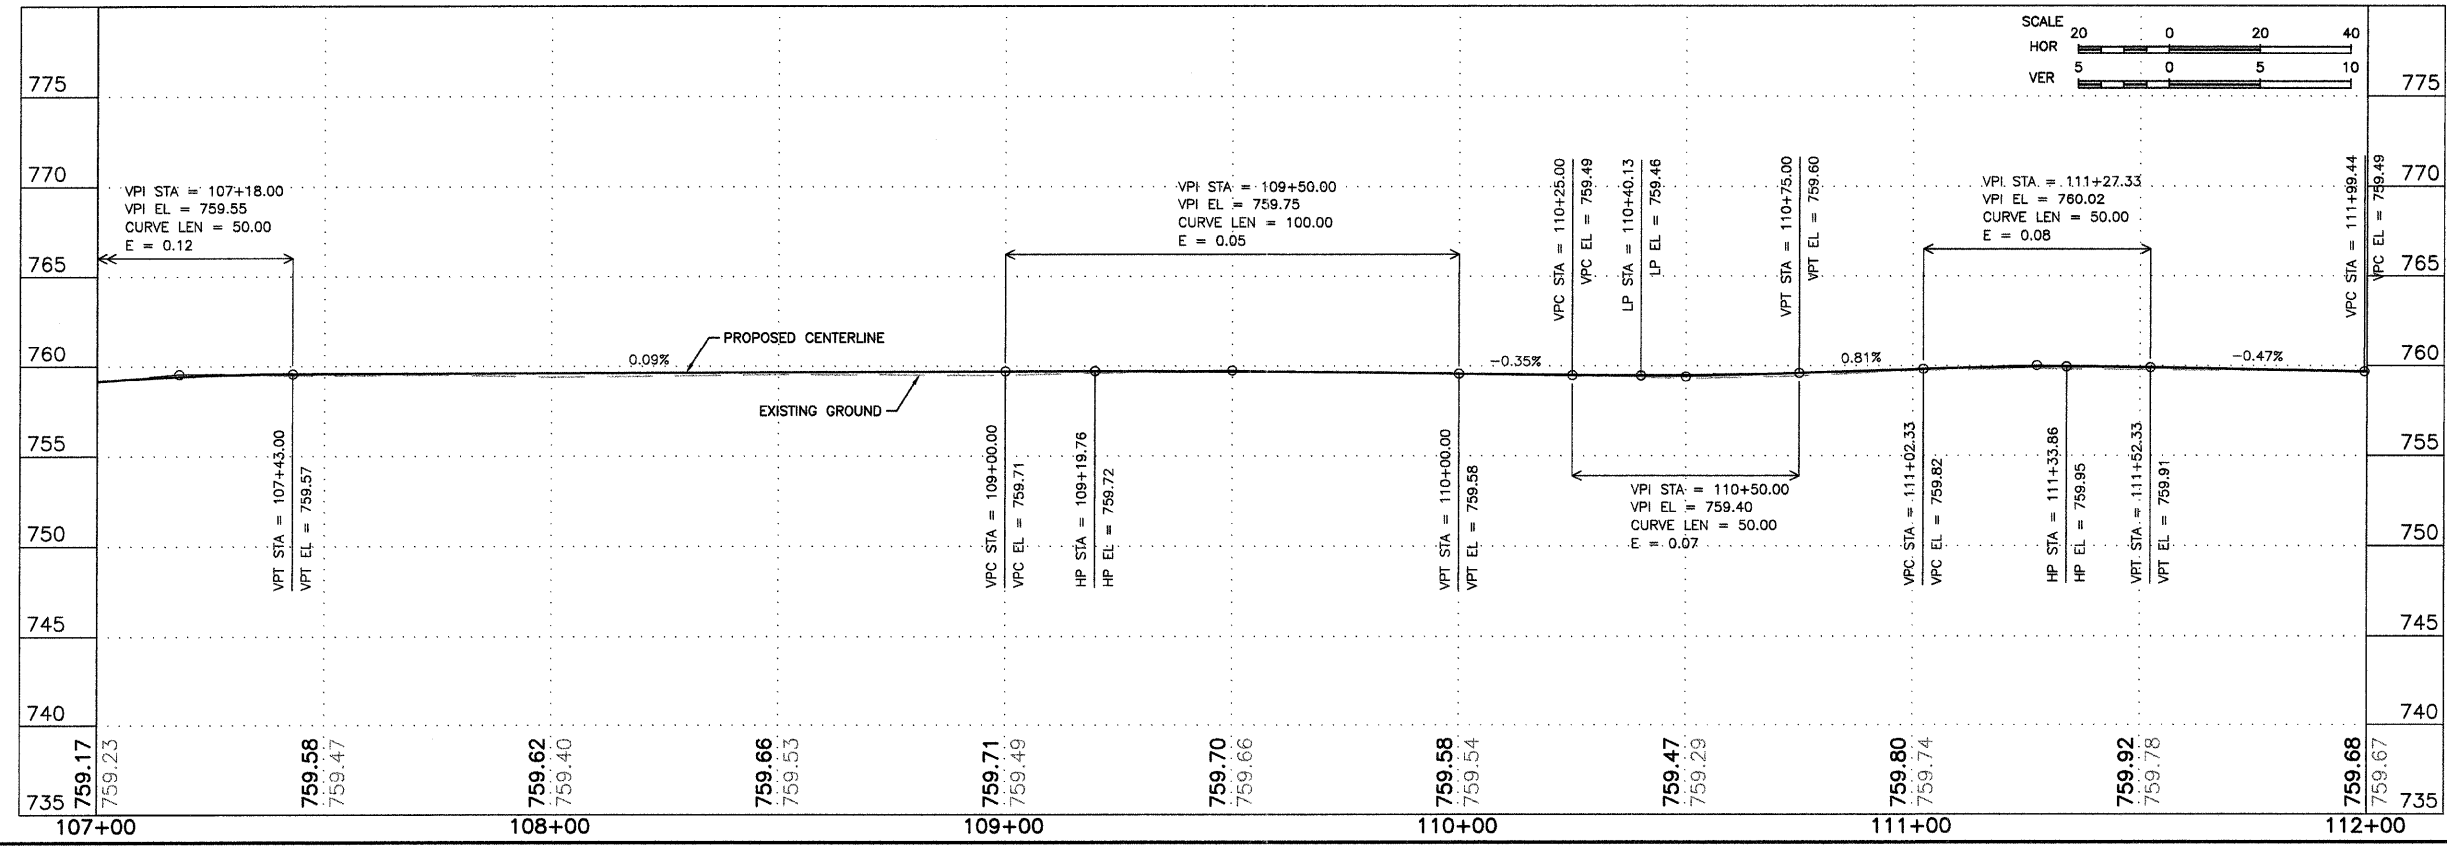 SCALE
HOR
20 0 20 40
VER
5 0 5 10
775
770
765
760
755
750
745
740
735
775
770
765
760
755
750
745
740
735
VPI STA = 107+18.00
VPI EL = 759.55
CURVE LEN = 50.00
E = 0.12
VPT STA = 107+43.00
VPT EL = 759.57
0.09%
PROPOSED CENTERLINE
EXISTING GROUND
VPI STA = 109+50.00
VPI EL = 759.75
CURVE LEN = 100.00
E = 0.05
VPC STA = 109+00.00
VPC EL = 759.71
HP STA = 109+19.76
HP EL = 759.72
VPT STA = 110+00.00
VPT EL = 759.58
-0.35%
VPC STA = 110+25.00
VPC EL = 759.49
LP STA = 110+40.13
LP EL = 759.46
VPT STA = 110+75.00
VPT EL = 759.60
VPI STA = 110+50.00
VPI EL = 759.40
CURVE LEN = 50.00
E = 0.07
0.81%
VPI STA = 111+27.33
VPI EL = 760.02
CURVE LEN = 50.00
E = 0.08
VPC STA = 111+02.33
VPC EL = 759.82
HP STA = 111+33.86
HP EL = 759.95
VPT STA = 111+52.33
VPT EL = 759.91
-0.47%
VPC STA = 111+99.44
VPC EL = 759.49
759.17
759.23
759.58
759.47
759.62
759.40
759.66
759.53
759.71
759.49
759.70
759.66
759.58
759.54
759.47
759.29
759.80
759.74
759.92
759.78
759.68
759.67
107+00 108+00 109+00 110+00 111+00 112+00